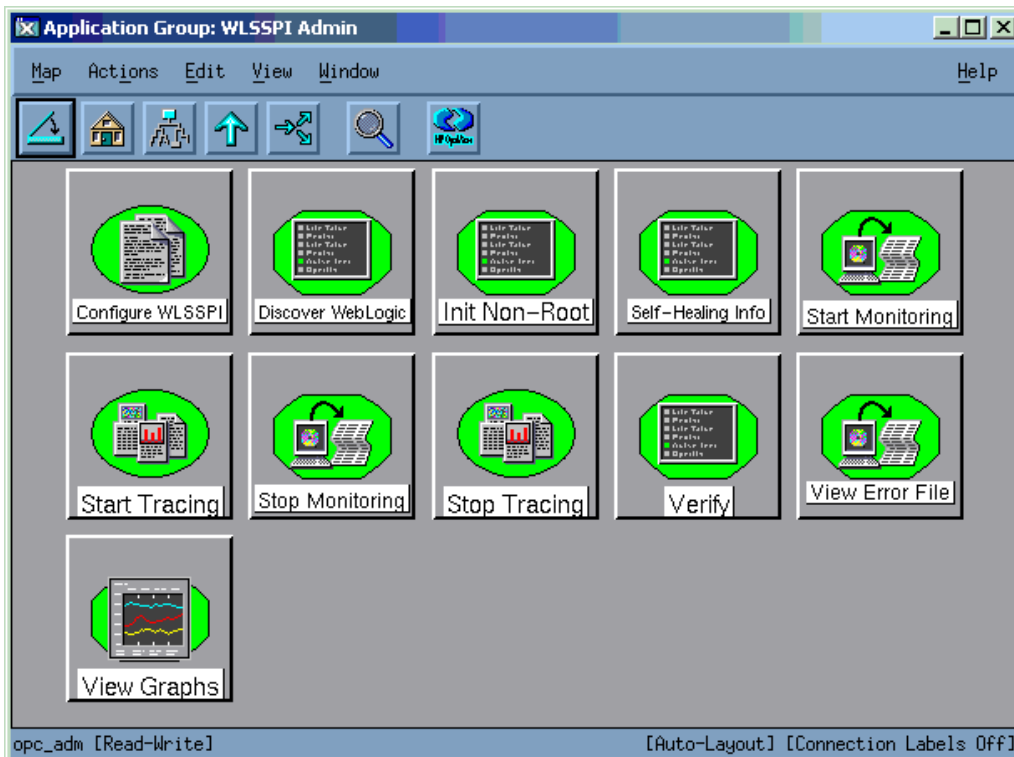 Application Group: WLSSPI Admin
Map Actions Edit View Window Help
Configure WLSSPI
Discover WebLogic
Init Non-Root
Self-Healing Info
Start Monitoring
Start Tracing
Stop Monitoring
Stop Tracing
Verify
View Error File
View Graphs
opc_adm [Read-Write] [Auto-Layout] [Connection Labels Off]